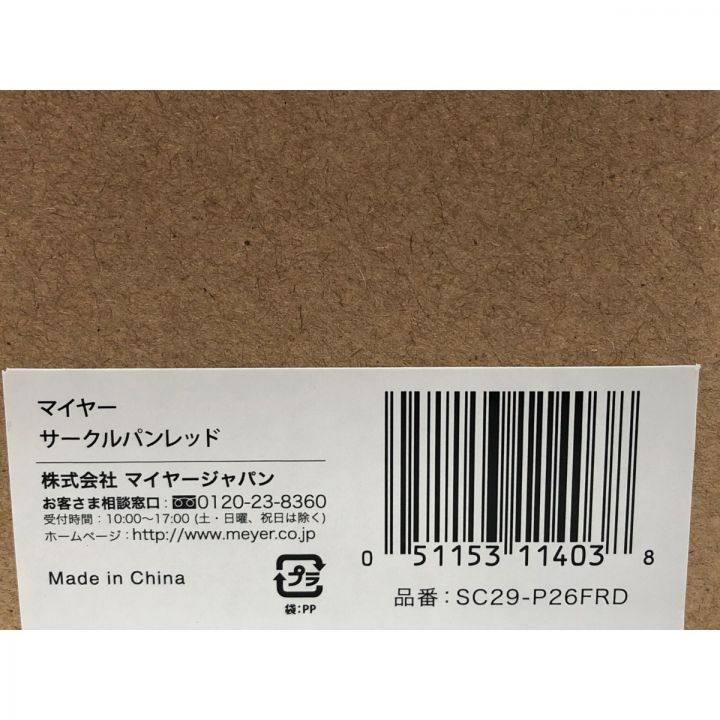 マイヤー
サークルパンレッド
株式会社 マイヤージャパン
お客さま相談窓口：0120-23-8360
受付時間：10:00〜17:00 (土・日曜、祝日は除く)
ホームページ：http://www.meyer.co.jp
Made in China
プラ
袋:PP
0 51153 11403 8
品番：SC29-P26FRD